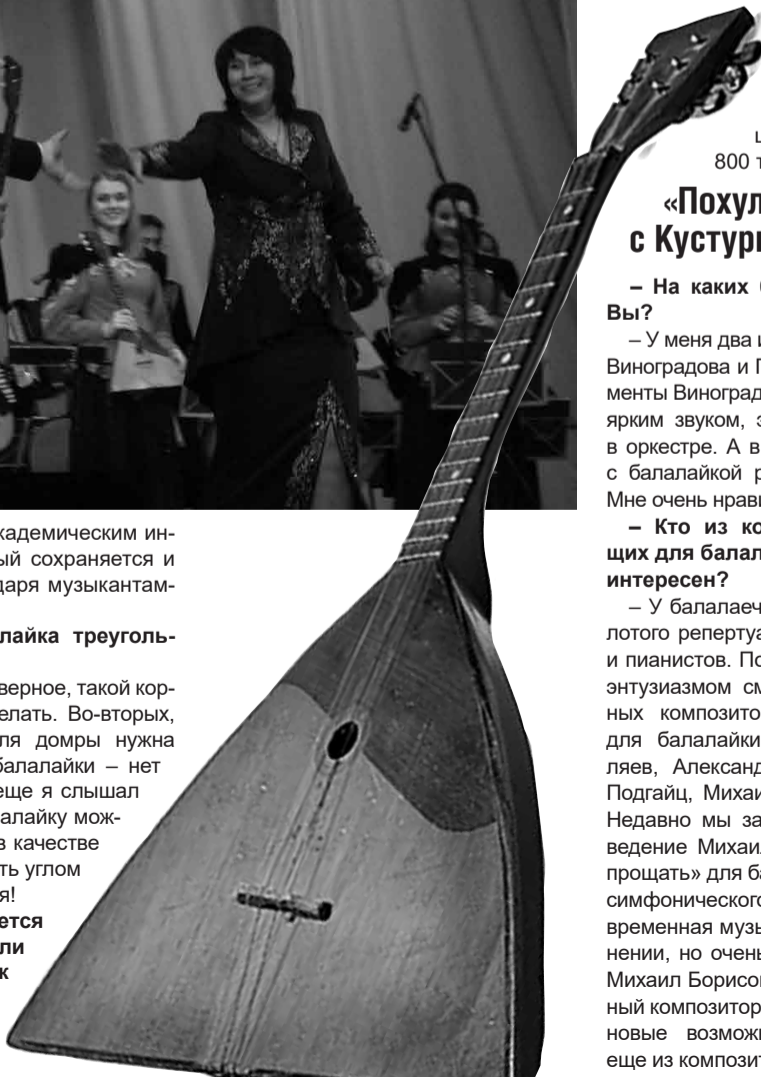 кадемическим ин-
ый сохраняется и
даря музыкантам-
лайка треуголь-
верное, такой кор-
елать. Во-вторых,
ля домры нужна
балалайки – нет
еще я слышал
алайку мож-
в качестве
ть углом
я!
ется
ли
к
800 т
«Похул
с Кустури
– На каких
Вы?
– У меня два и
Виноградова и П
менты Виноград
ярким звуком, э
в оркестре. А в
с балалайкой р
Мне очень нрави
– Кто из ко
щих для балал
интересен?
– У балалаеч
лотого репертуа
и пианистов. По
энтузиазмом см
ных композито
для балалайки
ляев, Александ
Подгайц, Михаи
Недавно мы за
ведение Михаил
прощать» для ба
симфонического
временная музы
нении, но очень
Михаил Борисов
ный композитор
новые возможн
еще из композит